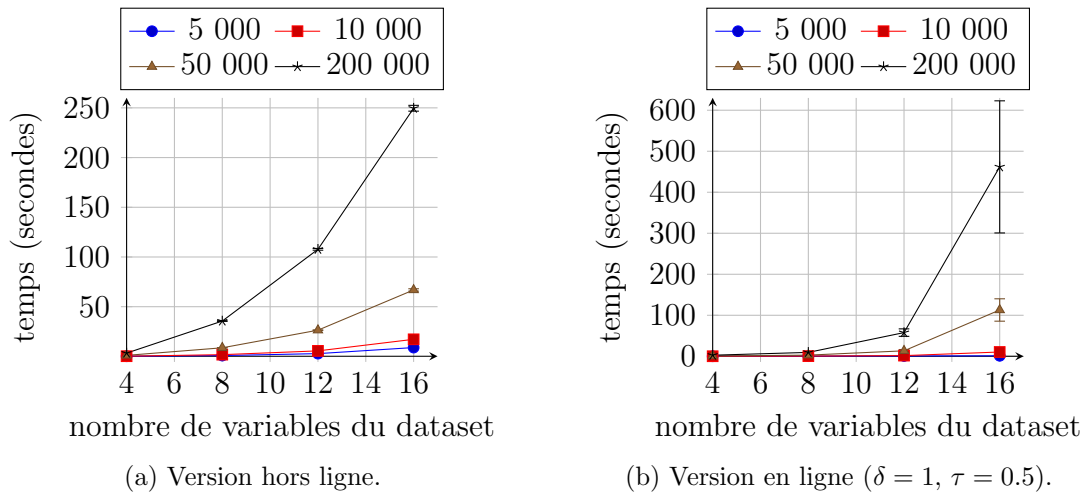 5 000 10 000
50 000 200 000
250
200
150
100
50
4 6 8 10 12 14 16
temps (secondes)
nombre de variables du dataset
(a) Version hors ligne.
5 000 10 000
50 000 200 000
600
500
400
300
200
100
0
4 6 8 10 12 14 16
temps (secondes)
nombre de variables du dataset
(b) Version en ligne (δ = 1, τ = 0.5).